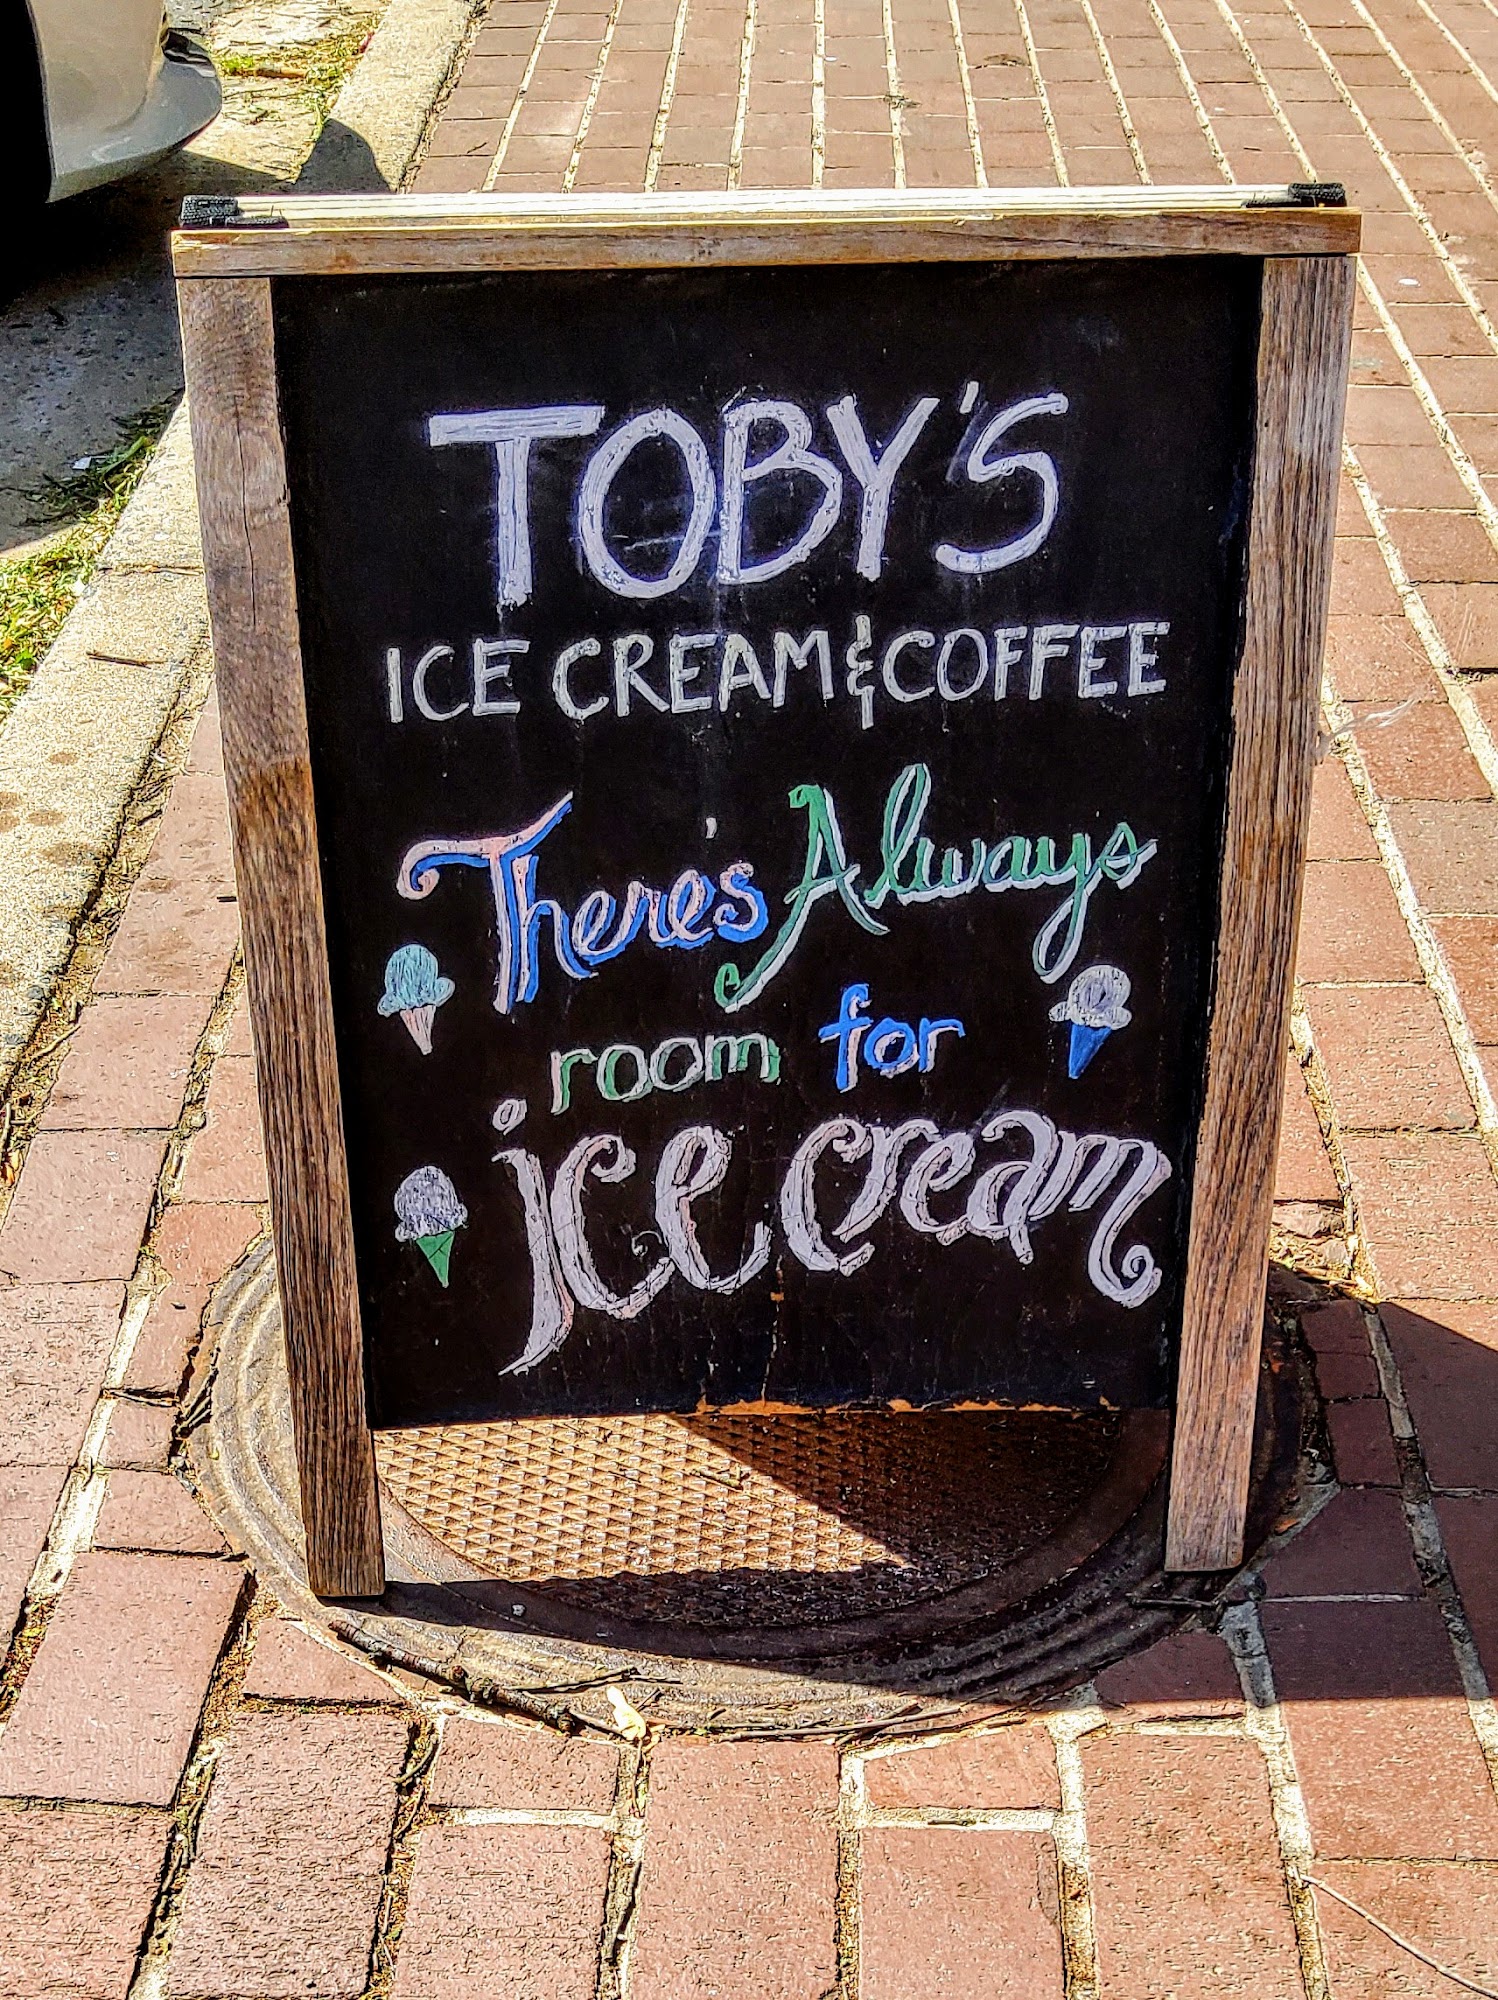 TOBY'S
ICE CREAM & COFFEE
There's Always
room for
ice cream